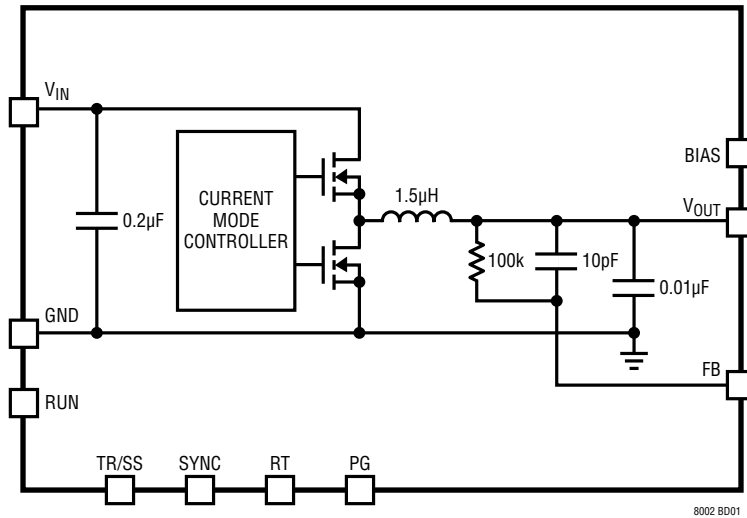 VIN
BIAS
1.5µH
VOUT
CURRENT
MODE
CONTROLLER
0.2µF
100k
10pF
0.01µF
GND
FB
RUN
TR/SS
SYNC
RT
PG
8002 BD01